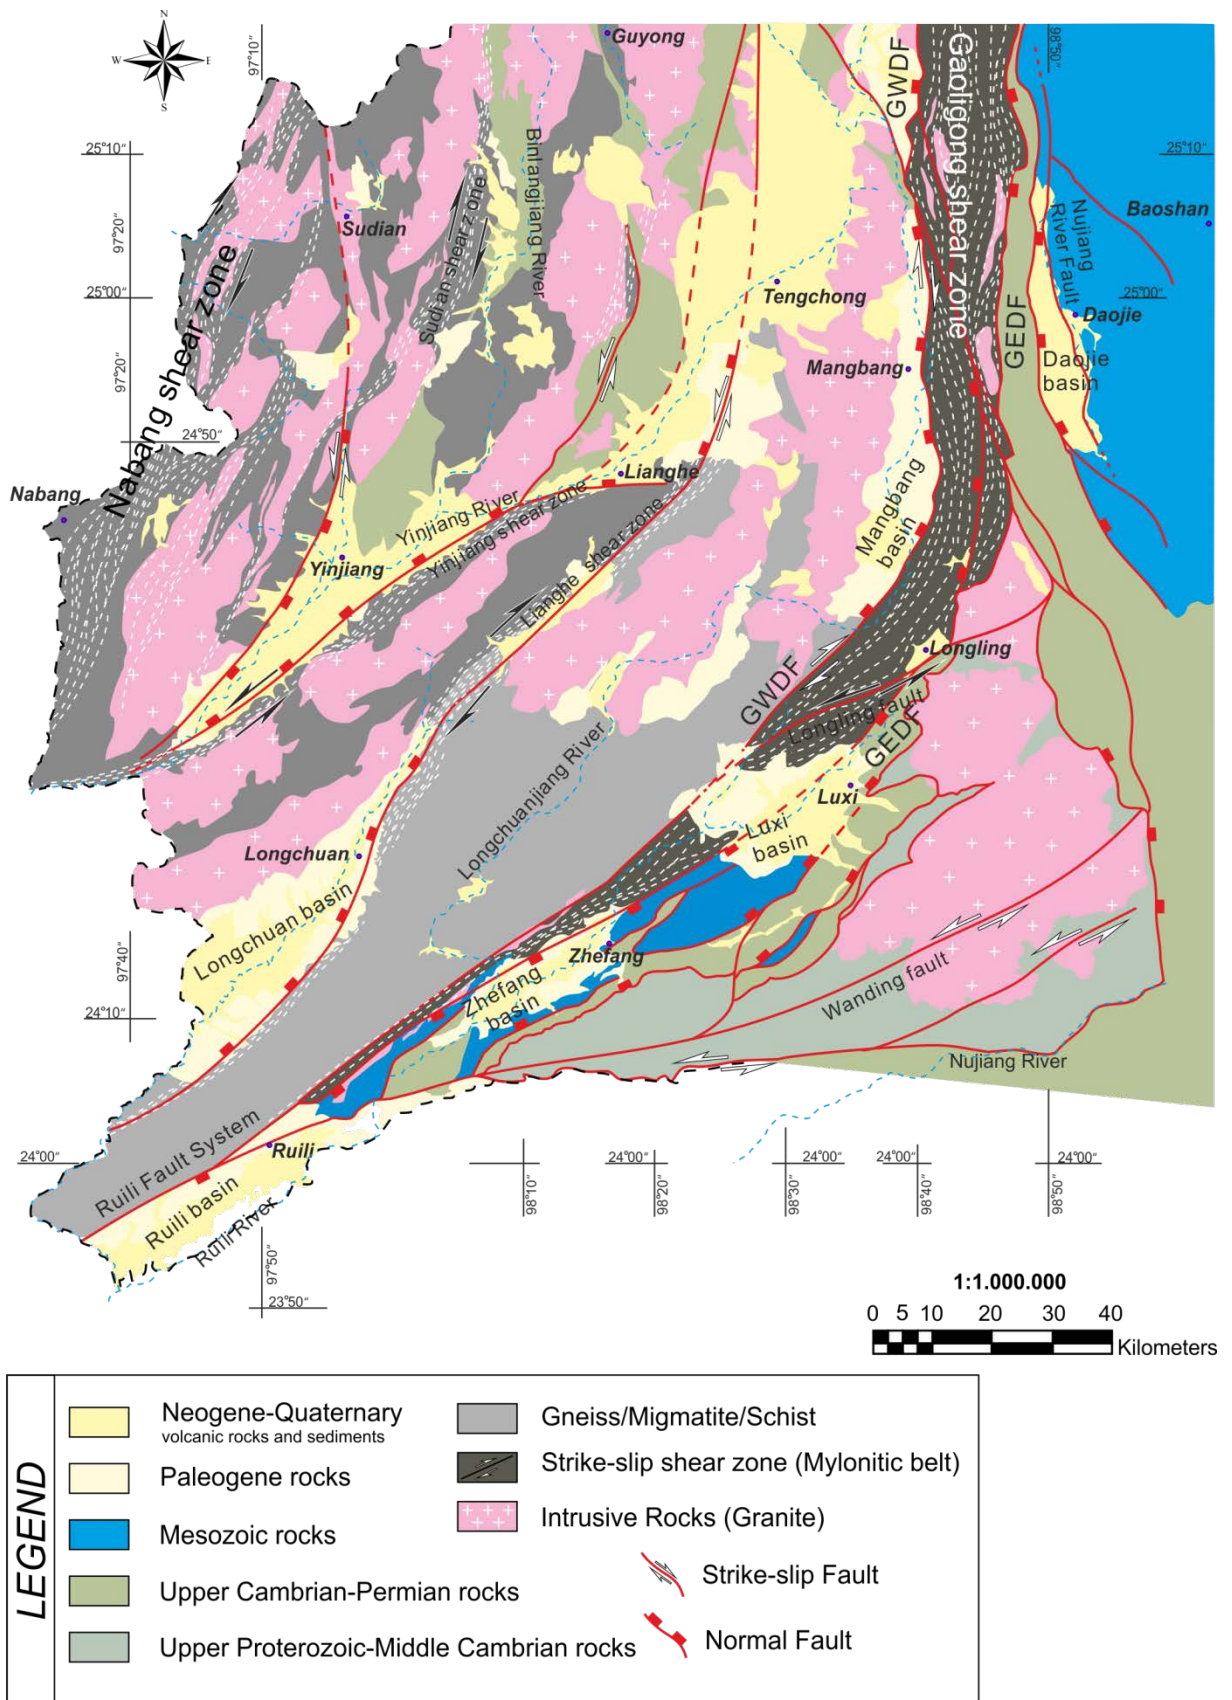 N
W
E
S
97°10"
Guyong
98°50"
GWDF
Gaoligong shear zone
25°10"
25°10"
Binlangjiang River
Sudian shear zone
Baoshan
97°20"
Sudian
Nujiang
River Fault
Nabang shear zone
25°00"
Tengchong
25°00"
Daojie
GEDF
97°20"
Mangbang
Daojie
basin
24°50"
Nabang
Lianghe
Yinjiang River
Yinjiang shear zone
Mangbang
basin
Yinjiang
Lianghe shear zone
Longling
GWDF
Longling fault
GEDF
Longchuanjiang River
Luxi
Luxi
basin
Longchuan
Longchuan basin
97°40"
Zhefang
Zhefang
basin
Wanding fault
24°10"
Nujiang River
Ruili Fault System
Ruili
24°00"
24°00"
24°00"
24°00"
24°00"
Ruili basin
Ruili River
98°10"
98°20"
98°30"
98°40"
98°50"
97°50"
23°50"
1:1.000.000
0 5 10 20 30 40
Kilometers
LEGEND
Neogene-Quaternary
volcanic rocks and sediments
Paleogene rocks
Mesozoic rocks
Upper Cambrian-Permian rocks
Upper Proterozoic-Middle Cambrian rocks
Gneiss/Migmatite/Schist
Strike-slip shear zone (Mylonitic belt)
Intrusive Rocks (Granite)
Strike-slip Fault
Normal Fault